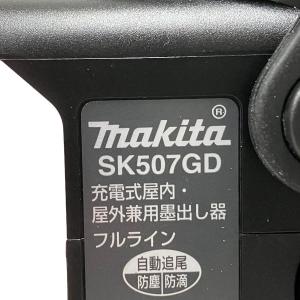 makita®
SK507GD
充電式屋内・
屋外兼用墨出し器
フルライン
自動追尾
防塵 防滴